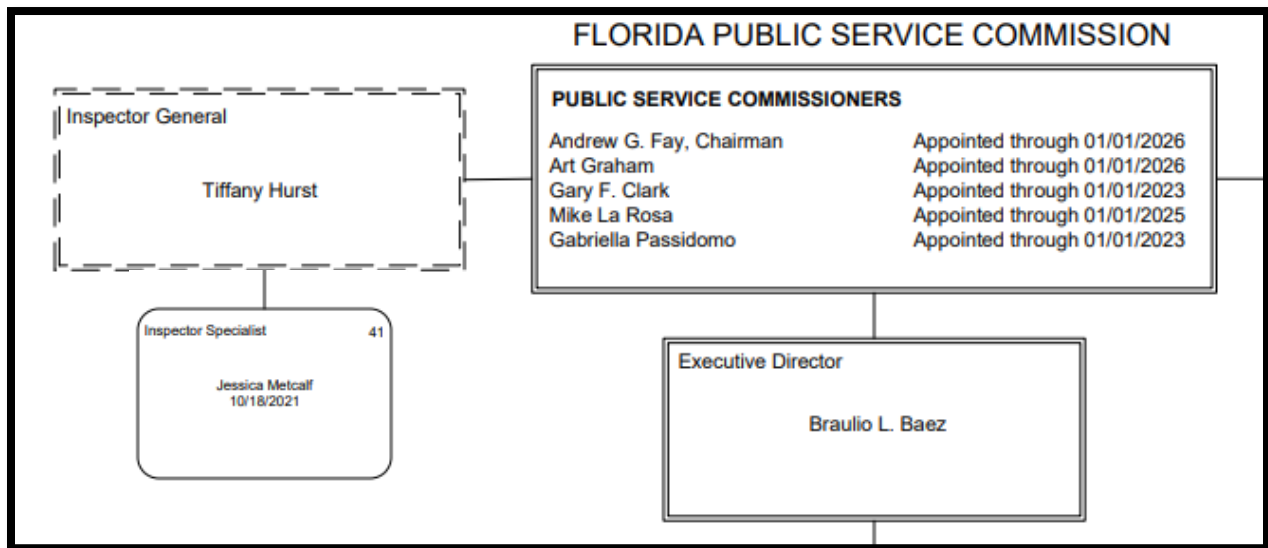 FLORIDA PUBLIC SERVICE COMMISSION
Inspector General
Tiffany Hurst
PUBLIC SERVICE COMMISSIONERS
Andrew G. Fay, Chairman Appointed through 01/01/2026
Art Graham Appointed through 01/01/2026
Gary F. Clark Appointed through 01/01/2023
Mike La Rosa Appointed through 01/01/2025
Gabriella Passidomo Appointed through 01/01/2023
Inspector Specialist 41
Jessica Metcalf
10/18/2021
Executive Director
Braulio L. Baez